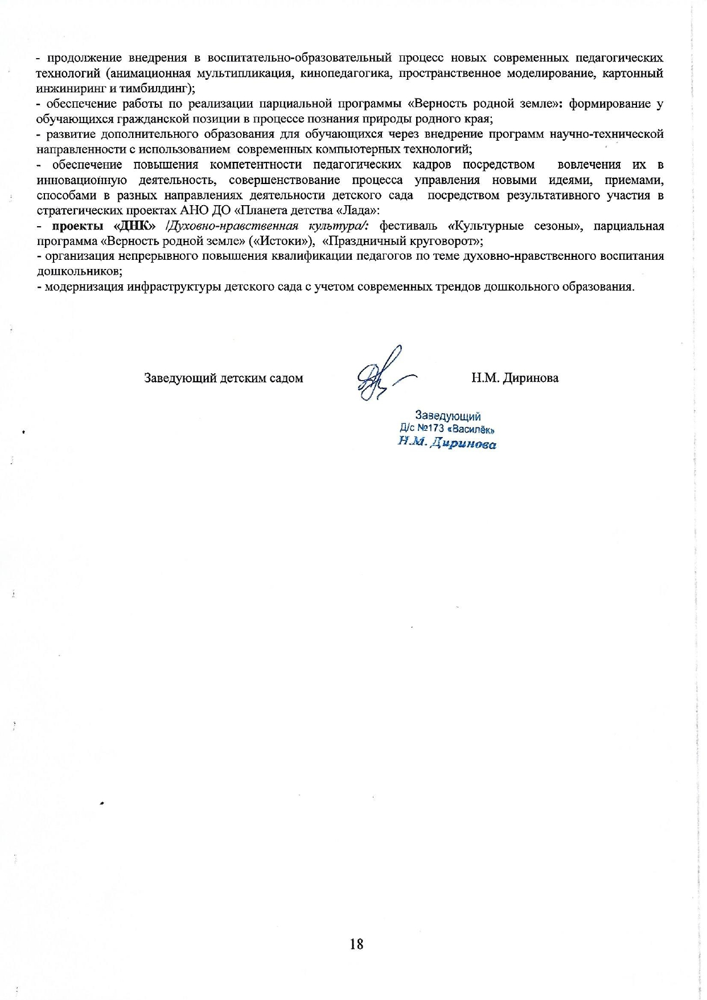 - продолжение внедрения в воспитательно-образовательный процесс новых современных педагогических
технологий (анимационная мультипликация, кинопедагогика, пространственное моделирование, картонный
инжиниринг и тимбилдинг);
- обеспечение работы по реализации парциальной программы «Верность родной земле»: формирование у
обучающихся гражданской позиции в процессе познания природы родного края;
- развитие дополнительного образования для обучающихся через внедрение программ научно-технической
направленности с использованием современных компьютерных технологий;
- обеспечение повышения компетентности педагогических кадров посредством вовлечения их в
инновационную деятельность, совершенствование процесса управления новыми идеями, приемами,
способами в разных направлениях деятельности детского сада посредством результативного участия в
стратегических проектах АНО ДО «Планета детства «Лада»:
- проекты «ДНК» /Духовно-нравственная культура/: фестиваль «Культурные сезоны», парциальная
программа «Верность родной земле» («Истоки»), «Праздничный круговорот»;
- организация непрерывного повышения квалификации педагогов по теме духовно-нравственного воспитания
дошкольников;
- модернизация инфраструктуры детского сада с учетом современных трендов дошкольного образования.
Заведующий детским садом Н.М. Диринова
Заведующий
Д/с №173 «Василёк»
Н.М. Диринова
18